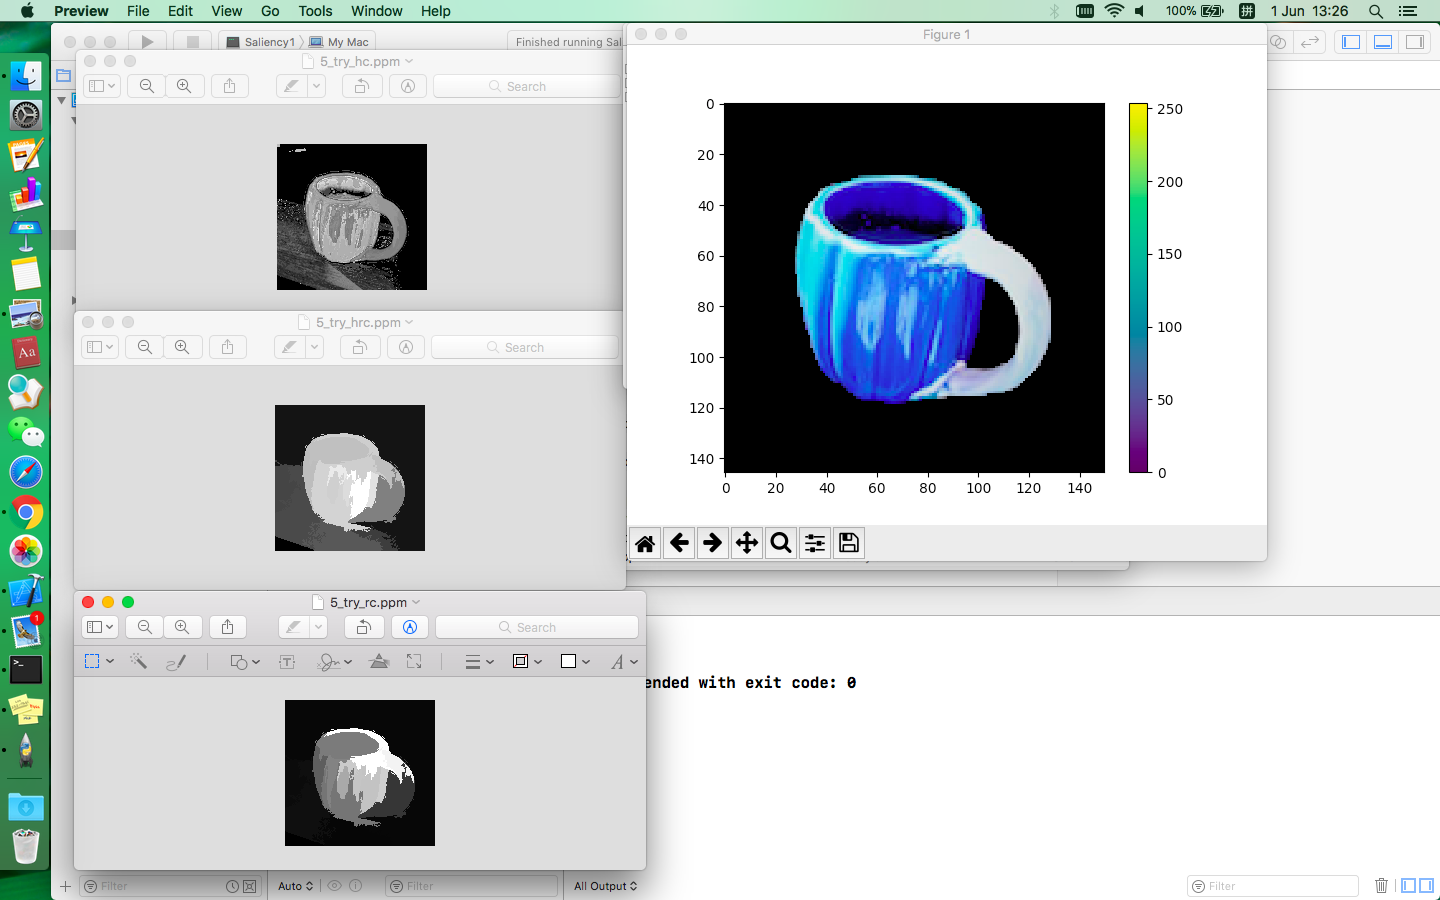 Preview File Edit View Go Tools Window Help
100% 拼 1 Jun 13:26
Saliency1 My Mac
Finished running Sal
5_try_hc.ppm
Search
Figure 1
0
20
40
60
80
100
120
140
0 20 40 60 80 100 120 140
250
200
150
100
50
0
5_try_hrc.ppm
Search
5_try_rc.ppm
Search
T
A
ended with exit code: 0
Aa
1
Filter
Auto
Filter
All Output
Filter